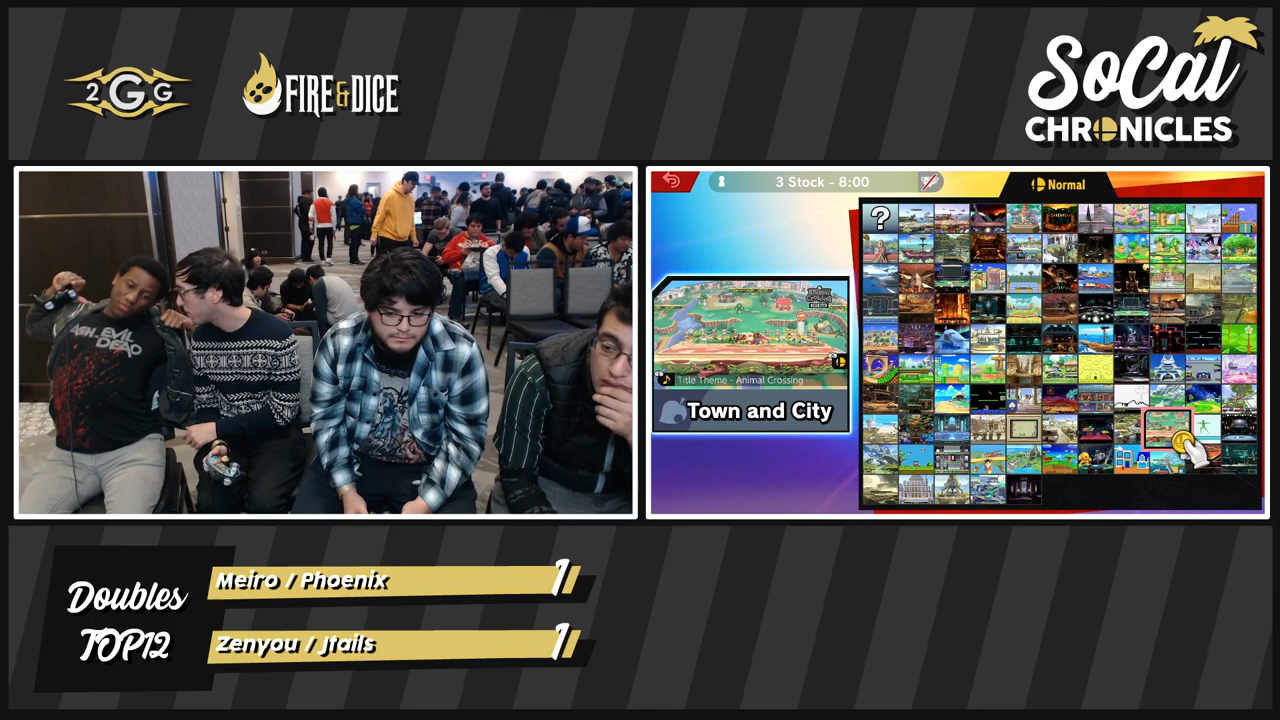 2GG
FIRE & DICE
SoCal
CHRONICLES
3 Stock - 8:00
Normal
?
ASH vs EVIL
DEAD
Title Theme - Animal Crossing
Town and City
Doubles
TOP12
Meiro / Phoenix
1
Zenyou / Jtails
1